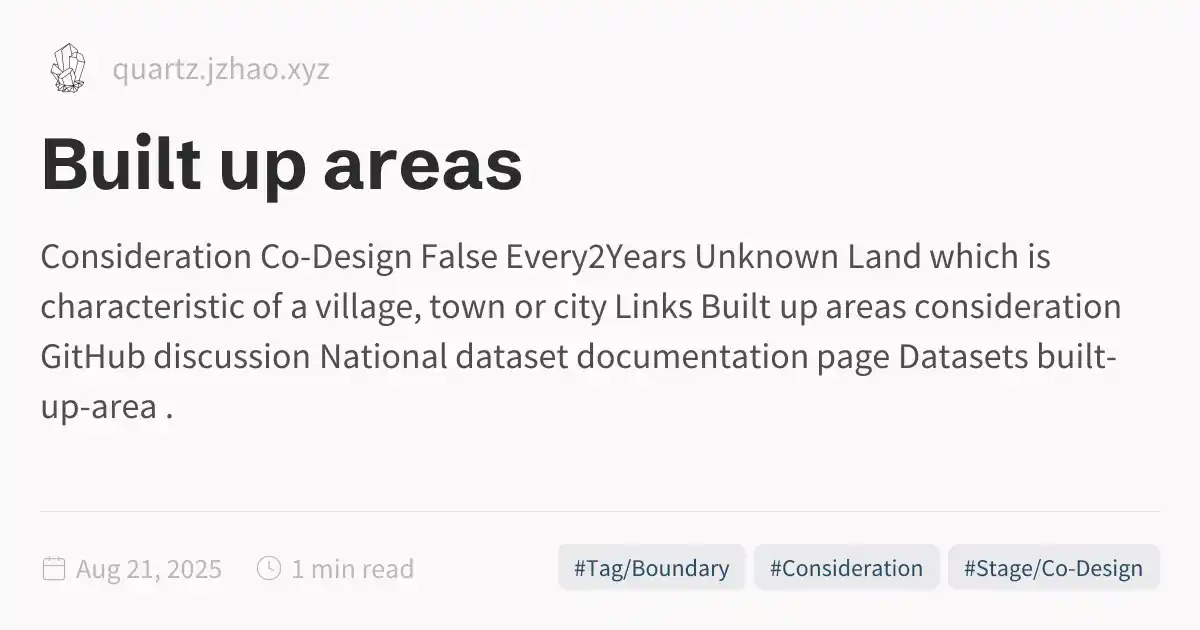 quartz.jzhao.xyz
Built up areas
Consideration Co-Design False Every2Years Unknown Land which is
characteristic of a village, town or city Links Built up areas consideration
GitHub discussion National dataset documentation page Datasets built-
up-area .
Aug 21, 2025 1 min read #Tag/Boundary #Consideration #Stage/Co-Design